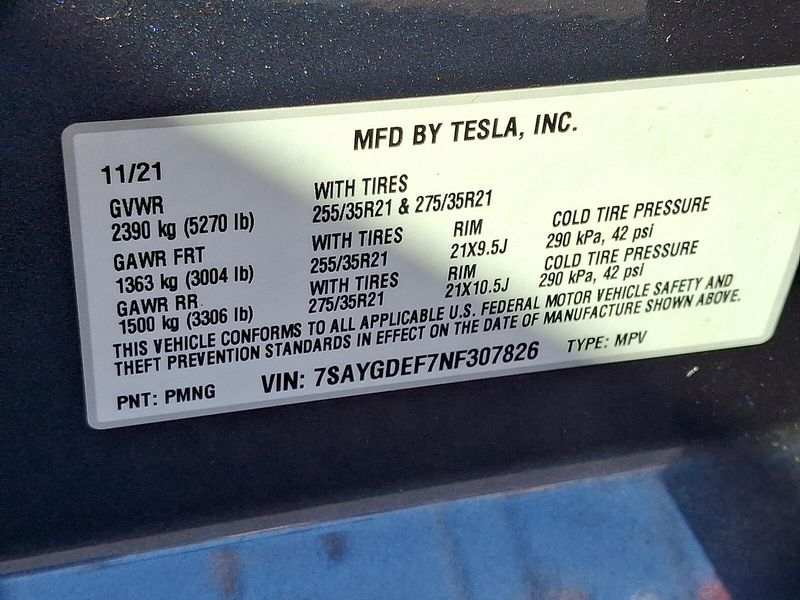 MFD BY TESLA, INC.
11/21
GVWR WITH TIRES
2390 kg (5270 lb) 255/35R21 & 275/35R21
GAWR FRT WITH TIRES RIM COLD TIRE PRESSURE
1363 kg (3004 lb) 255/35R21 21X9.5J 290 kPa, 42 psi
GAWR RR WITH TIRES RIM COLD TIRE PRESSURE
1500 kg (3306 lb) 275/35R21 21X10.5J 290 kPa, 42 psi
THIS VEHICLE CONFORMS TO ALL APPLICABLE U.S. FEDERAL MOTOR VEHICLE SAFETY AND
THEFT PREVENTION STANDARDS IN EFFECT ON THE DATE OF MANUFACTURE SHOWN ABOVE.
PNT: PMNG VIN: 7SAYGDEF7NF307826 TYPE: MPV